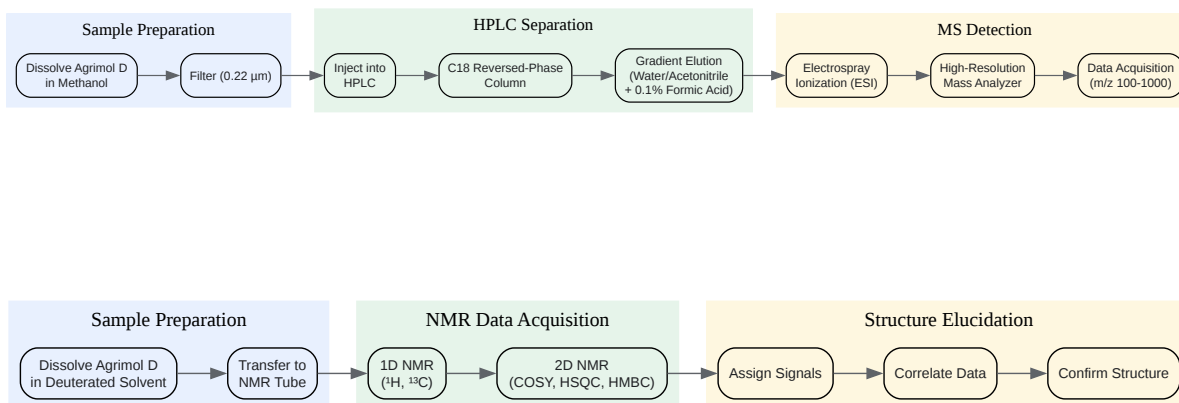 Sample Preparation
Dissolve Agrimol D
in Methanol
Filter (0.22 µm)
HPLC Separation
Inject into
HPLC
C18 Reversed-Phase
Column
Gradient Elution
(Water/Acetonitrile
+ 0.1% Formic Acid)
MS Detection
Electrospray
Ionization (ESI)
High-Resolution
Mass Analyzer
Data Acquisition
(m/z 100-1000)
Sample Preparation
Dissolve Agrimol D
in Deuterated Solvent
Transfer to
NMR Tube
NMR Data Acquisition
1D NMR
(¹H, ¹³C)
2D NMR
(COSY, HSQC, HMBC)
Structure Elucidation
Assign Signals
Correlate Data
Confirm Structure